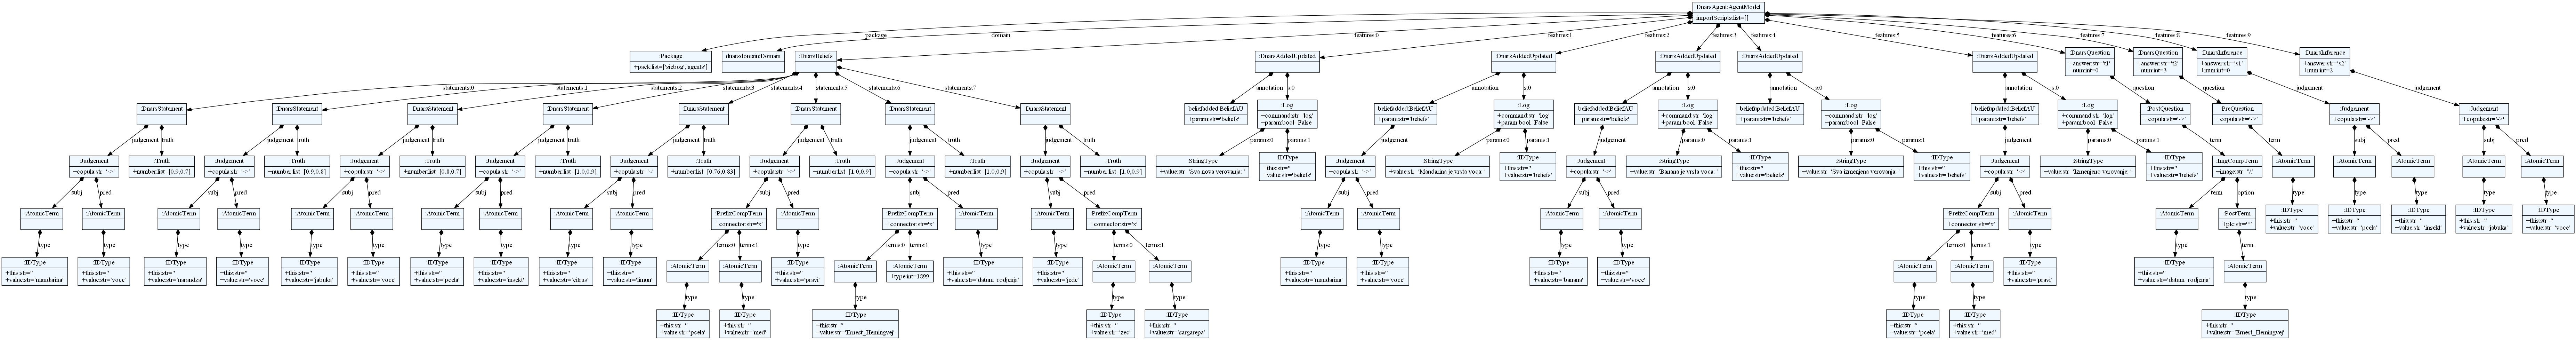 DnarsAgent:AgentModel
importScripts:list=[]
package
domain
features:0
features:1
features:2
features:3
features:4
features:5
features:6
features:7
features:8
features:9
:Package
+pack:list=['siebog','agents']
dnarsdomain:Domain
:DnarsBeliefs
:DnarsAddedUpdated
:DnarsAddedUpdated
:DnarsAddedUpdated
:DnarsAddedUpdated
:DnarsAddedUpdated
:DnarsQuestion
+answer:str='t1'
+num:int=0
:DnarsQuestion
+answer:str='t2'
+num:int=3
:DnarsInference
+answer:str='s1'
+num:int=0
:DnarsInference
+answer:str='s2'
+num:int=2
statements:0
statements:1
statements:2
statements:3
statements:4
statements:5
statements:6
statements:7
annotation
s:0
annotation
s:0
annotation
s:0
annotation
s:0
annotation
s:0
question
question
judgement
judgement
:DnarsStatement
:DnarsStatement
:DnarsStatement
:DnarsStatement
:DnarsStatement
:DnarsStatement
:DnarsStatement
:DnarsStatement
beliefadded:BeliefAU
+param:str='beliefs'
:Log
+command:str='log'
+param:bool=False
beliefadded:BeliefAU
+param:str='beliefs'
:Log
+command:str='log'
+param:bool=False
beliefadded:BeliefAU
+param:str='beliefs'
:Log
+command:str='log'
+param:bool=False
beliefupdated:BeliefAU
+param:str='beliefs'
:Log
+command:str='log'
+param:bool=False
beliefupdated:BeliefAU
+param:str='beliefs'
:Log
+command:str='log'
+param:bool=False
:PostQuestion
+copula:str='->'
:PreQuestion
+copula:str='->'
:Judgement
+copula:str='->'
:Judgement
+copula:str='->'
judgement
truth
judgement
truth
judgement
truth
judgement
truth
judgement
truth
judgement
truth
judgement
truth
judgement
truth
params:0
params:1
judgement
params:0
params:1
judgement
params:0
params:1
params:0
params:1
judgement
params:0
params:1
term
term
subj
pred
subj
pred
:Judgement
+copula:str='->'
:Truth
+number:list=[0.9,0.7]
:Judgement
+copula:str='->'
:Truth
+number:list=[0.9,0.8]
:Judgement
+copula:str='->'
:Truth
+number:list=[0.8,0.7]
:Judgement
+copula:str='->'
:Truth
+number:list=[1.0,0.9]
:Judgement
:Truth
+number:list=[0.76,0.83]
:Judgement
+copula:str='->'
:Truth
+number:list=[1.0,0.9]
:Judgement
+copula:str='->'
:Truth
+number:list=[1.0,0.9]
:Judgement
+copula:str='->'
:Truth
+number:list=[1.0,0.9]
:StringType
+value:str='Sva nova verovanja: '
:IDType
+this:str=''
+value:str='beliefs'
:Judgement
+copula:str='->'
:StringType
+value:str='Mandarina je vrsta voca: '
:IDType
+this:str=''
+value:str='beliefs'
:Judgement
+copula:str='->'
:StringType
+value:str='Banana je vrsta voca: '
:IDType
+this:str=''
+value:str='beliefs'
:StringType
+value:str='Sva izmenjena verovanja: '
:IDType
+this:str=''
+value:str='beliefs'
:Judgement
+copula:str='->'
:StringType
+value:str='Izmenjeno verovanje: '
:IDType
+this:str=''
+value:str='beliefs'
:ImgCompTerm
:AtomicTerm
:AtomicTerm
:AtomicTerm
:AtomicTerm
:AtomicTerm
subj
pred
subj
pred
subj
pred
subj
pred
subj
pred
subj
pred
subj
pred
subj
pred
subj
pred
subj
pred
subj
pred
term
option
type
type
type
type
type
:AtomicTerm
:AtomicTerm
:AtomicTerm
:AtomicTerm
:AtomicTerm
:AtomicTerm
:AtomicTerm
:AtomicTerm
:AtomicTerm
:AtomicTerm
:PrefixCompTerm
+connector:str='x'
:AtomicTerm
:PrefixCompTerm
+connector:str='x'
:AtomicTerm
:AtomicTerm
:PrefixCompTerm
+connector:str='x'
:AtomicTerm
:AtomicTerm
:AtomicTerm
:AtomicTerm
:PrefixCompTerm
+connector:str='x'
:AtomicTerm
:AtomicTerm
:PostTerm
+plc:str='*'
:IDType
+this:str=''
+value:str='voce'
:IDType
+this:str=''
+value:str='pcela'
:IDType
+this:str=''
+value:str='insekt'
:IDType
+this:str=''
+value:str='jabuka'
:IDType
+this:str=''
+value:str='voce'
type
type
type
type
type
type
type
type
type
type
terms:0
terms:1
type
terms:0
terms:1
type
type
terms:0
terms:1
type
type
type
type
terms:0
terms:1
type
type
term
:IDType
+this:str=''
+value:str='mandarina'
:IDType
+this:str=''
+value:str='voce'
:IDType
+this:str=''
+value:str='narandza'
:IDType
+this:str=''
+value:str='voce'
:IDType
+this:str=''
+value:str='jabuka'
:IDType
+this:str=''
+value:str='voce'
:IDType
+this:str=''
+value:str='pcela'
:IDType
+this:str=''
+value:str='insekt'
:IDType
+this:str=''
+value:str='citrus'
:IDType
+this:str=''
+value:str='limun'
:AtomicTerm
:AtomicTerm
:IDType
+this:str=''
+value:str='pravi'
:AtomicTerm
:AtomicTerm
+type:int=1899
:IDType
+this:str=''
+value:str='datum_rodjenja'
:IDType
+this:str=''
+value:str='jede'
:AtomicTerm
:AtomicTerm
:IDType
+this:str=''
+value:str='mandarina'
:IDType
+this:str=''
+value:str='voce'
:IDType
+this:str=''
+value:str='banana'
:IDType
+this:str=''
+value:str='voce'
:AtomicTerm
:AtomicTerm
:IDType
+this:str=''
+value:str='pravi'
:IDType
+this:str=''
+value:str='datum_rodjenja'
:AtomicTerm
type
type
type
type
type
type
type
type
:IDType
+this:str=''
+value:str='pcela'
:IDType
+this:str=''
+value:str='med'
:IDType
+this:str=''
+value:str='Ernest_Hemingvej'
:IDType
+this:str=''
+value:str='zec'
:IDType
+this:str=''
+value:str='sargarepa'
:IDType
+this:str=''
+value:str='pcela'
:IDType
+this:str=''
+value:str='med'
:IDType
+this:str=''
+value:str='Ernest_Hemingvej'